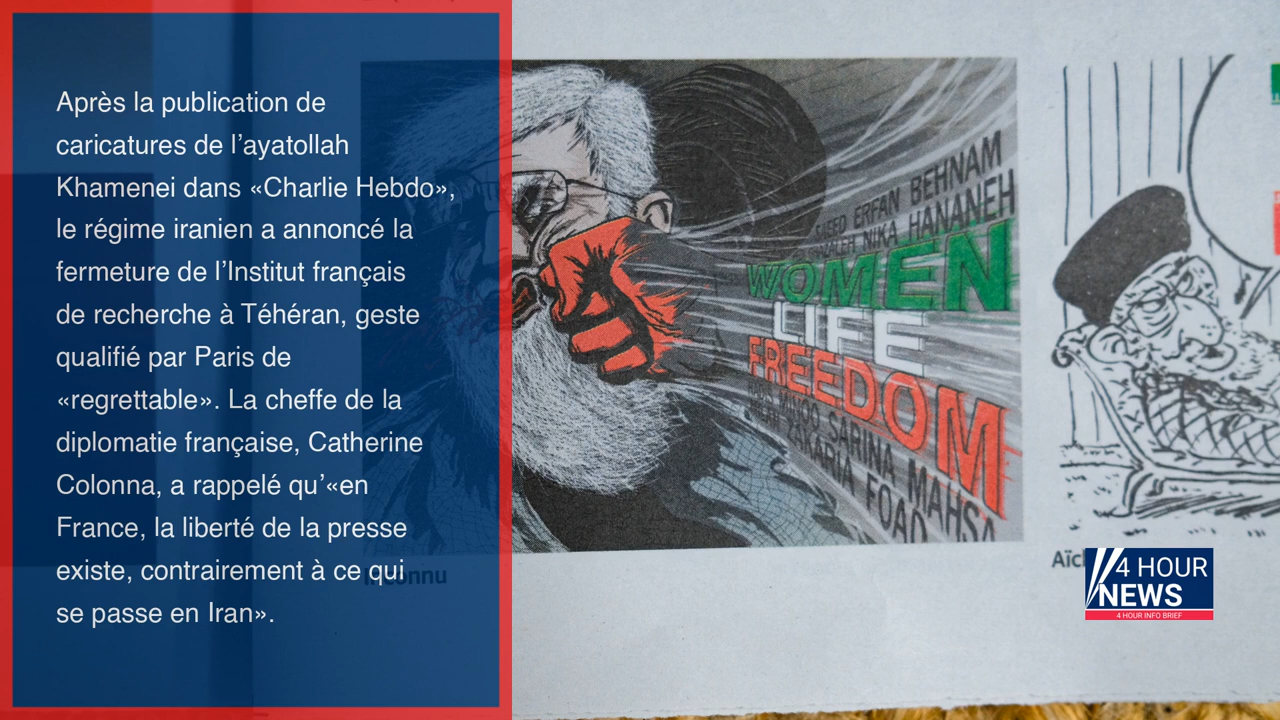 Après la publication de
caricatures de l’ayatollah
Khamenei dans «Charlie Hebdo»,
le régime iranien a annoncé la
fermeture de l’Institut français
de recherche à Téhéran, geste
qualifié par Paris de
«regrettable». La cheffe de la
diplomatie française, Catherine
Colonna, a rappelé qu’«en
France, la liberté de la presse
existe, contrairement à ce qui
se passe en Iran».
Inconnu
ERFAN BEHNAM
NIKA HANANEH
WOMEN
LIFE
FREEDOM
SARINA MAHSA
ZAKARIA FOAD
4 HOUR
NEWS
4 HOUR INFO BRIEF